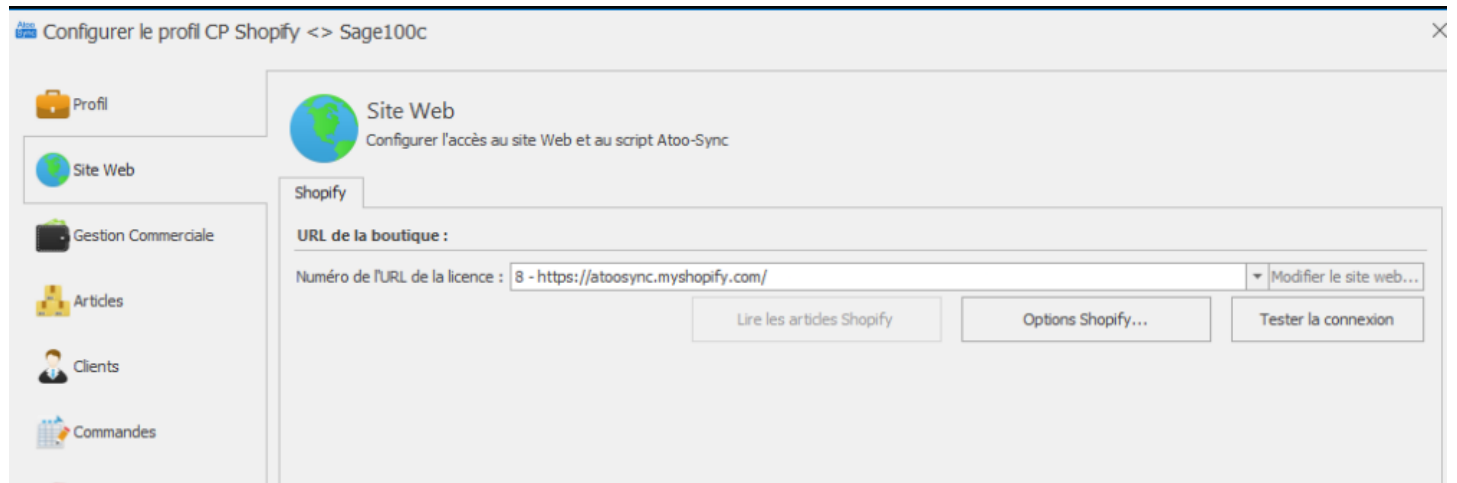 Atoo
Sync
Configurer le profil CP Shopify <> Sage100c
Profil
Site Web
Gestion Commerciale
Articles
Clients
Commandes
Site Web
Configurer l'accès au site Web et au script Atoo-Sync
Shopify
URL de la boutique :
Numéro de l'URL de la licence : 8 - https://atoosync.myshopify.com/ Modifier le site web...
Lire les articles Shopify Options Shopify... Tester la connexion